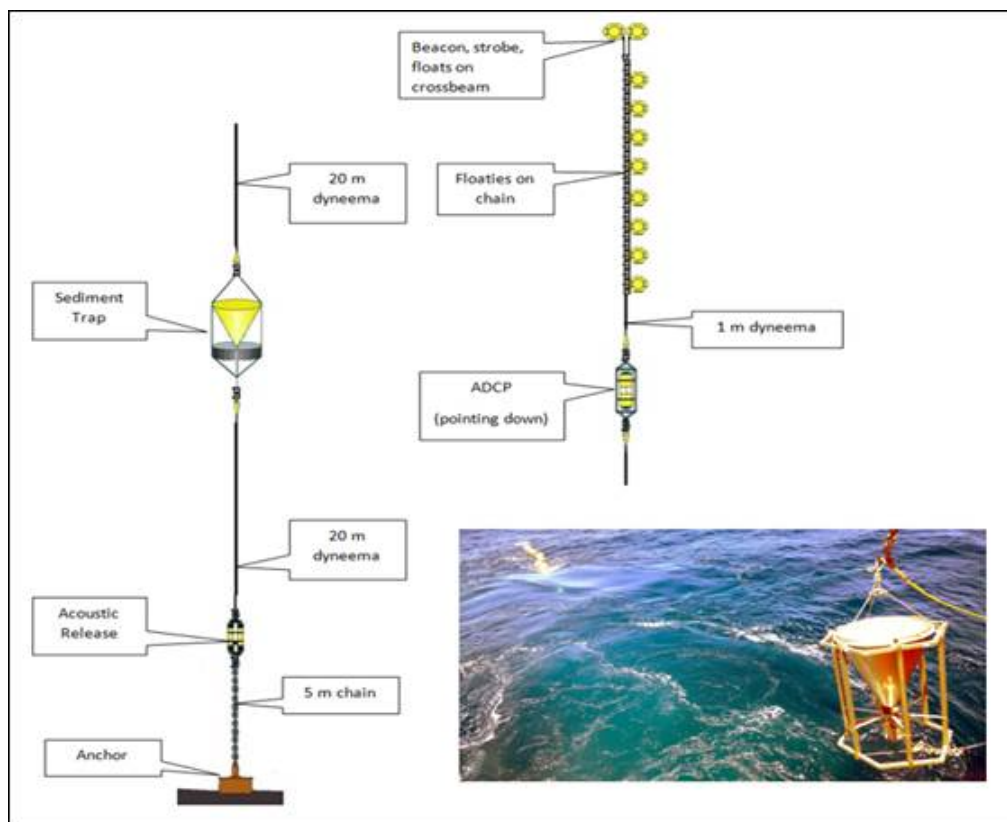 Beacon, strobe,
floats on
crossbeam
20 m
dyneema
Floaties on
chain
Sediment
Trap
1 m dyneema
ADCP
(pointing down)
20 m
dyneema
Acoustic
Release
5 m chain
Anchor